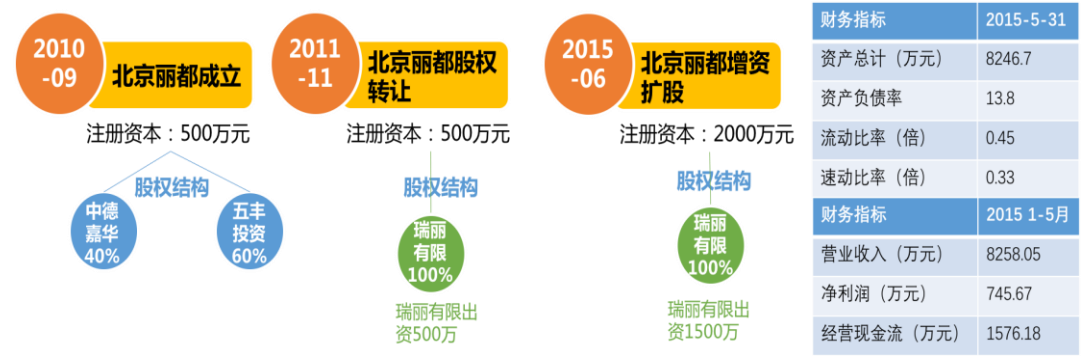 2010
-09
北京丽都成立
注册资本：500万元
股权结构
中德
嘉华
40%
五丰
投资
60%
2011
-11
北京丽都股权
转让
注册资本：500万元
股权结构
瑞丽
有限
100%
瑞丽有限出
资500万
2015
-06
北京丽都增资
扩股
注册资本：2000万元
股权结构
瑞丽
有限
100%
瑞丽有限出
资1500万
财务指标 2015-5-31
资产总计（万元） 8246.7
资产负债率 13.8
流动比率（倍） 0.45
速动比率（倍） 0.33
财务指标 2015 1-5月
营业收入（万元） 8258.05
净利润（万元） 745.67
经营现金流（万元） 1576.18